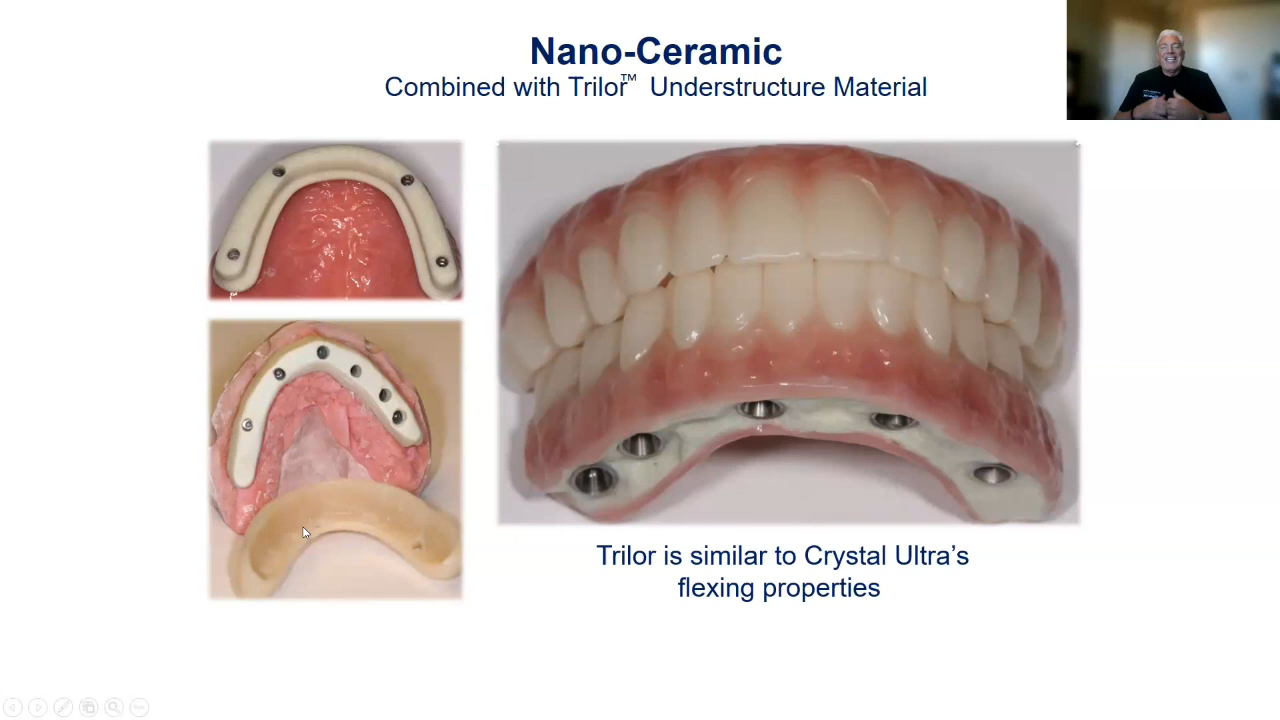 Nano-Ceramic
Combined with Trilor™ Understructure Material
Trilor is similar to Crystal Ultra’s
flexing properties